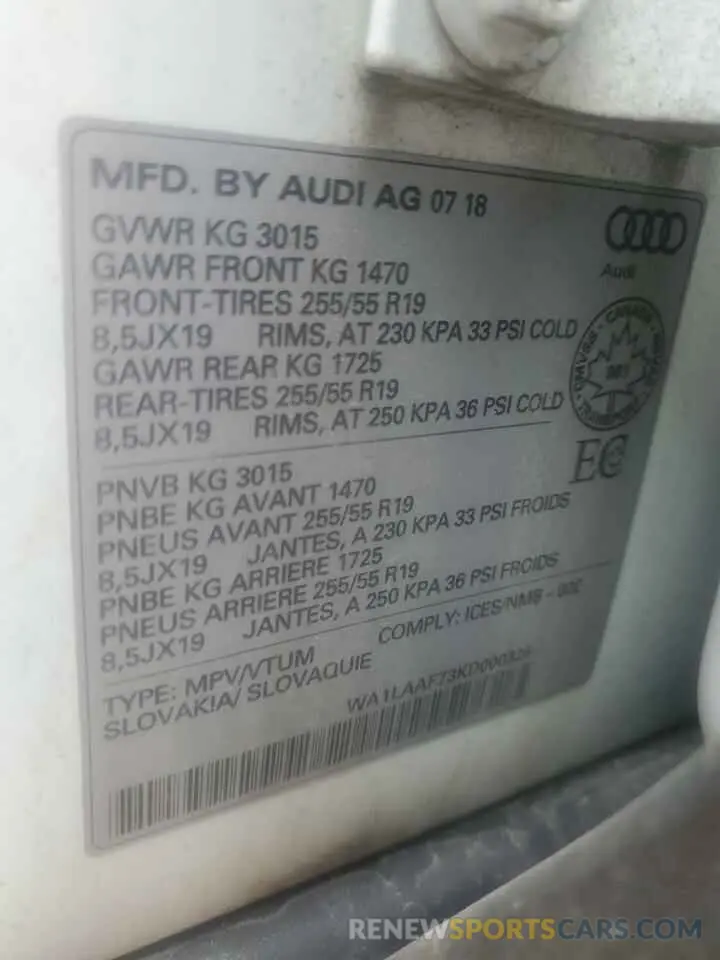 MFD. BY AUDI AG 07 18
GVWR KG 3015
GAWR FRONT KG 1470
FRONT-TIRES 255/55 R19
8,5JX19 RIMS, AT 230 KPA 33 PSI COLD
GAWR REAR KG 1725
REAR-TIRES 255/55 R19
8,5JX19 RIMS, AT 250 KPA 36 PSI COLD
Audi
CANADA
EC
PNVB KG 3015
PNBE KG AVANT 1470
PNEUS AVANT 255/55 R19
8,5JX19 JANTES, A 230 KPA 33 PSI FROIDS
PNBE KG ARRIERE 1725
PNEUS ARRIERE 255/55 R19
8,5JX19 JANTES, A 250 KPA 36 PSI FROIDS
COMPLY: ICES/NMB -
TYPE: MPV/VTUM
SLOVAKIA/ SLOVAQUIE
RENEWSPORTSCARS.COM